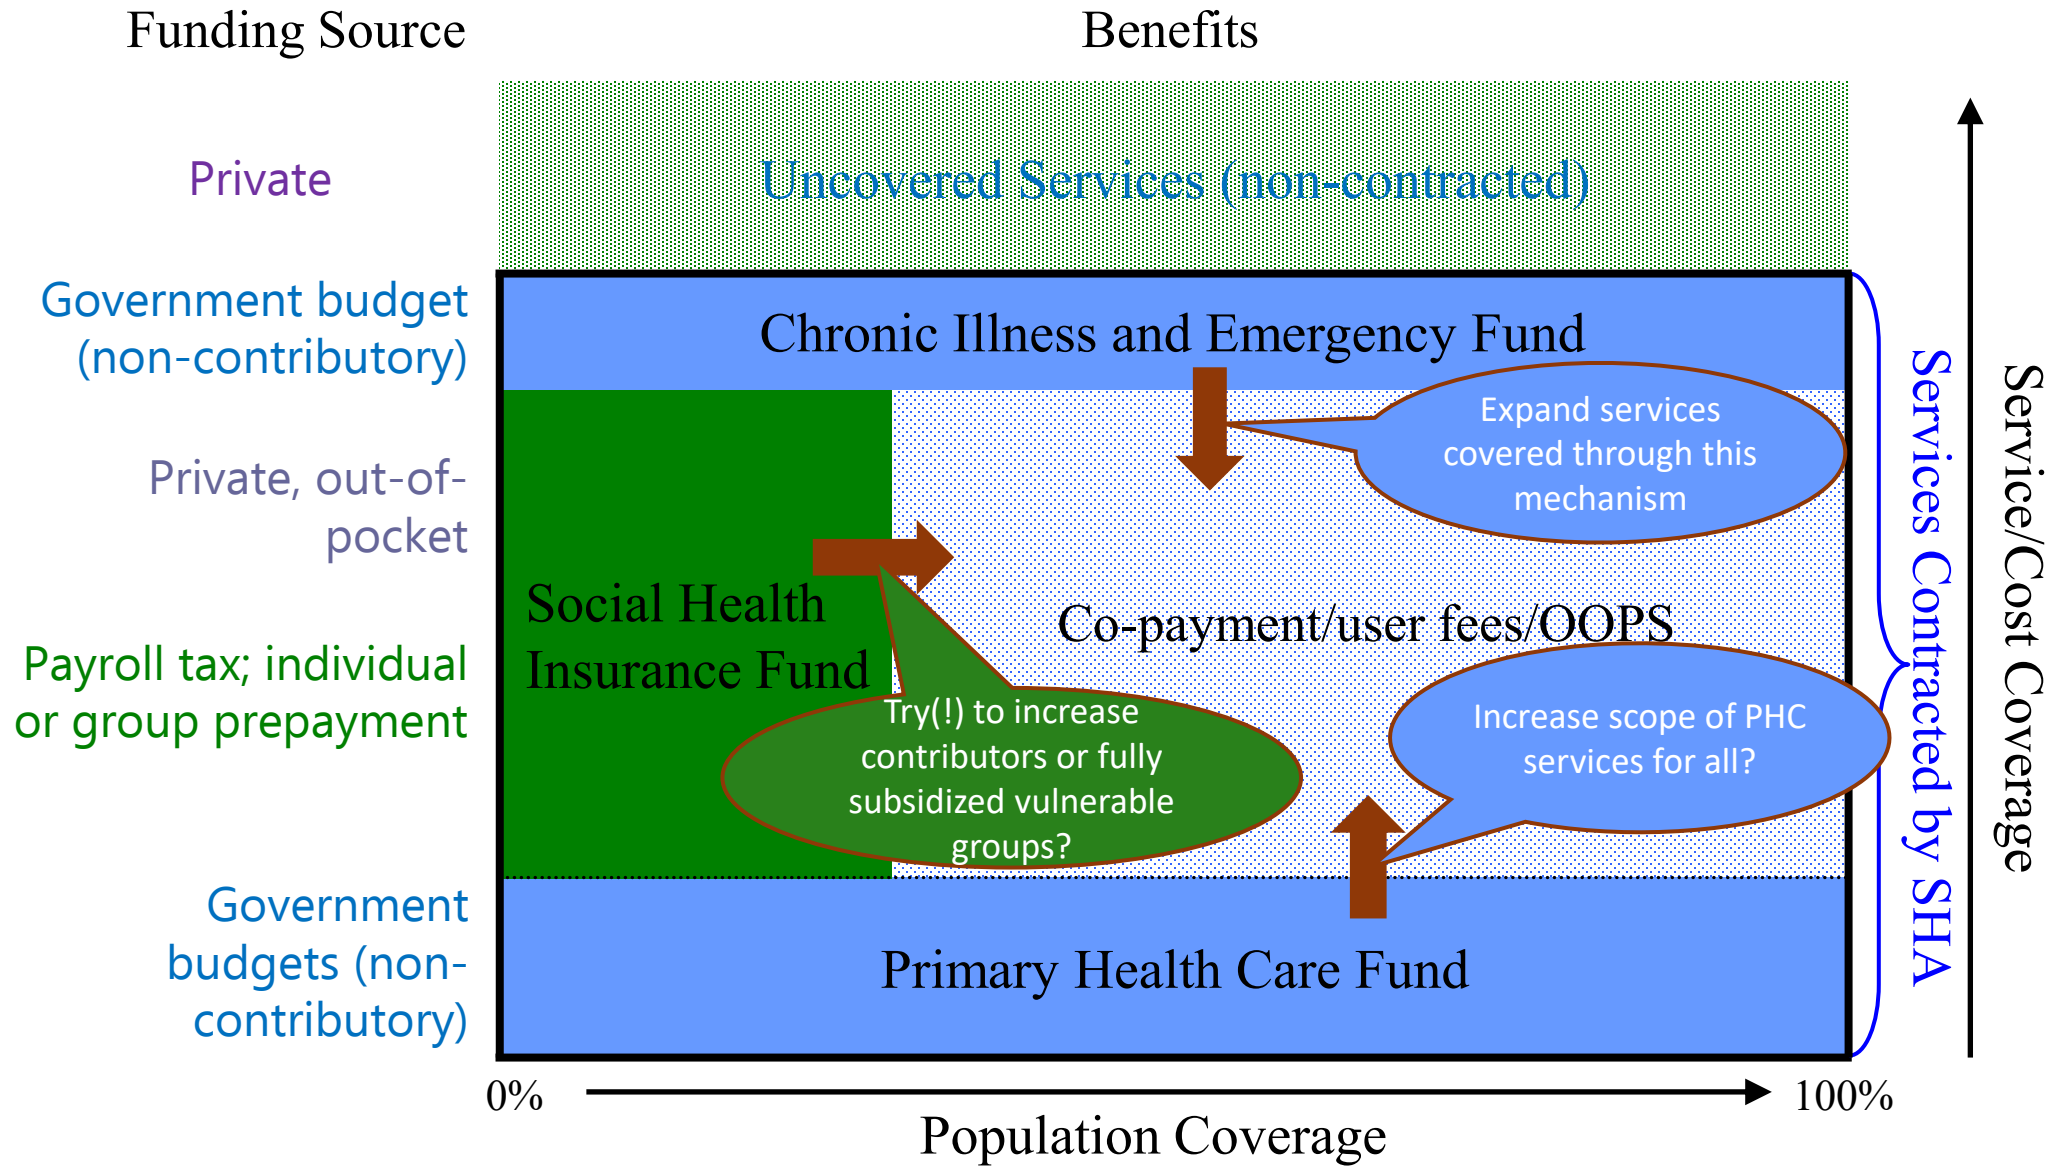 Funding Source
Benefits
Private
Uncovered Services (non-contracted)
Government budget
(non-contributory)
Chronic Illness and Emergency Fund
Expand services
covered through this
mechanism
Private, out-of-
pocket
Social Health
Insurance Fund
Co-payment/user fees/OOPS
Payroll tax; individual
or group prepayment
Try(!) to increase
contributors or fully
subsidized vulnerable
groups?
Increase scope of PHC
services for all?
Government
budgets (non-
contributory)
Primary Health Care Fund
Services Contracted by SHA
Service/Cost Coverage
0%
100%
Population Coverage